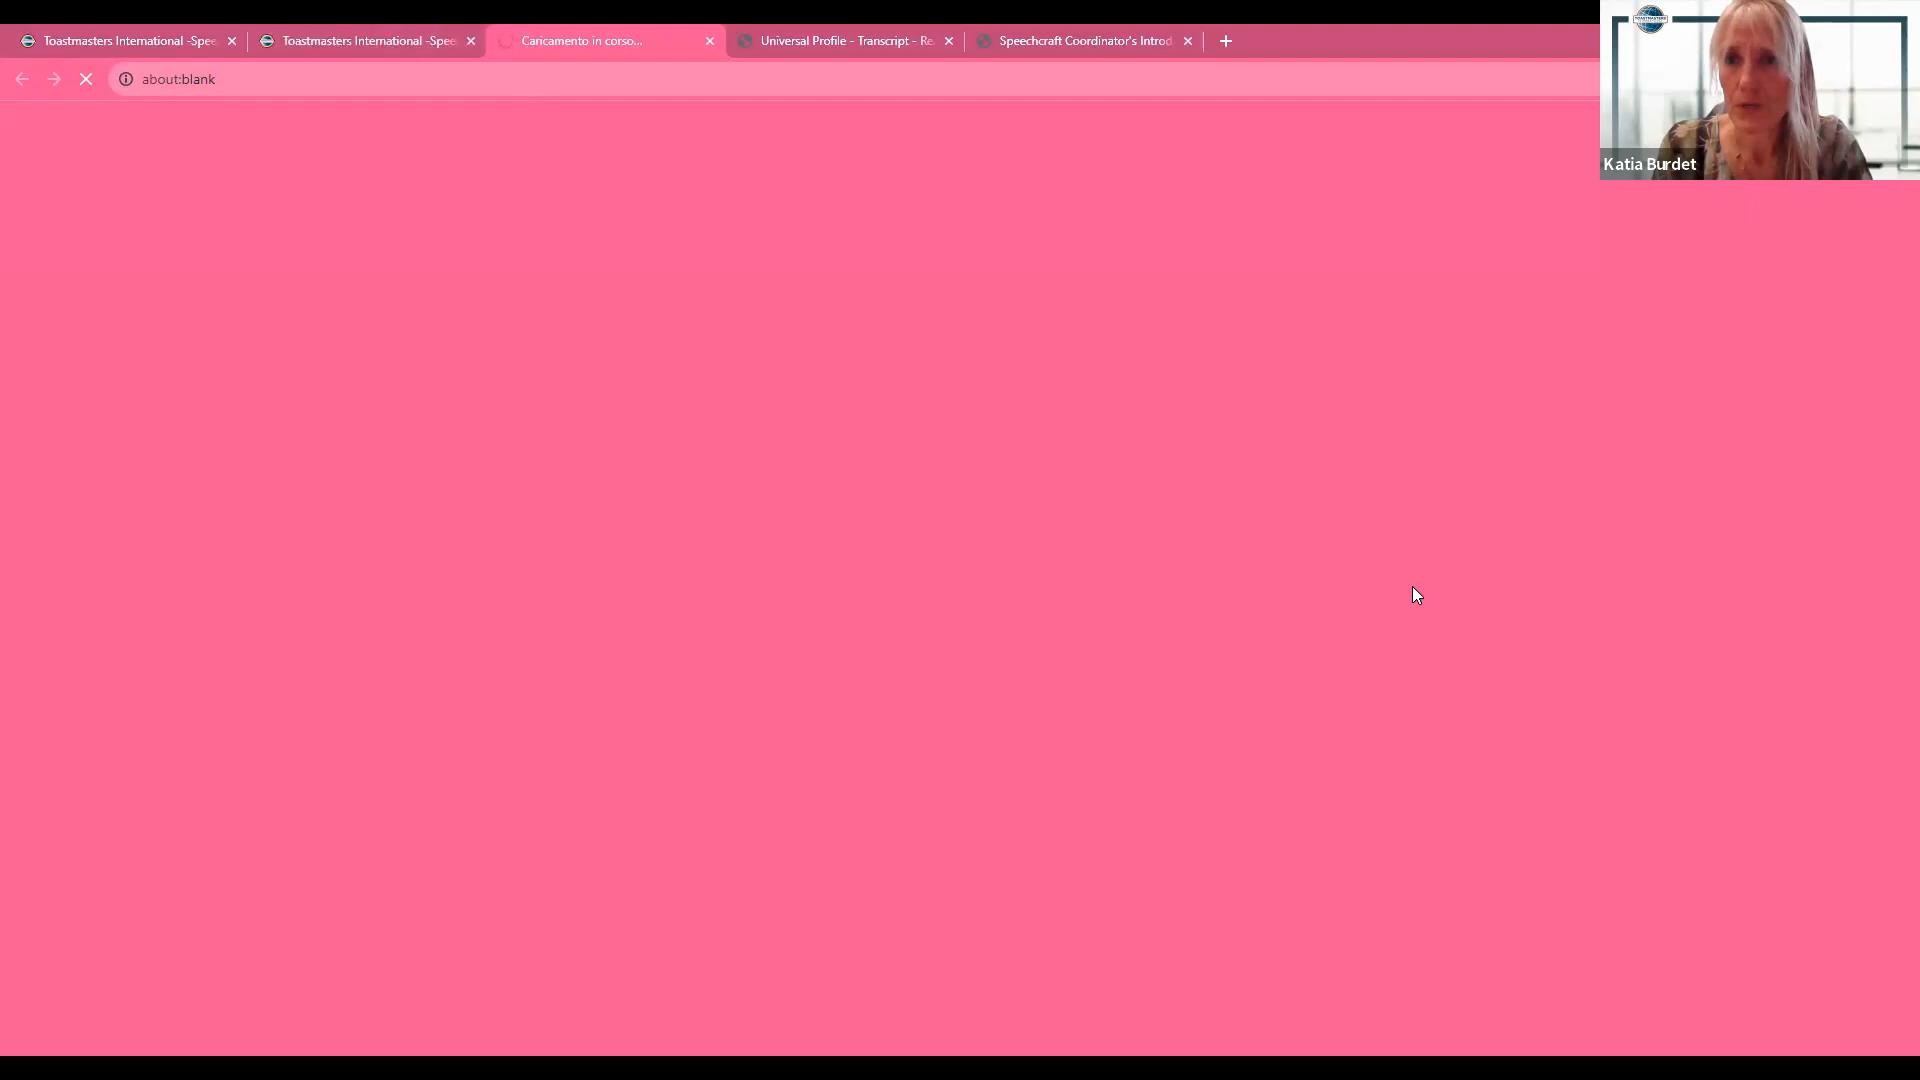 Toastmasters International -Spee
Toastmasters International -Spee
Caricamento in corso...
Universal Profile - Transcript - Re
Speechcraft Coordinator's Introd
about:blank
TOASTMASTERS
Katia Burdet